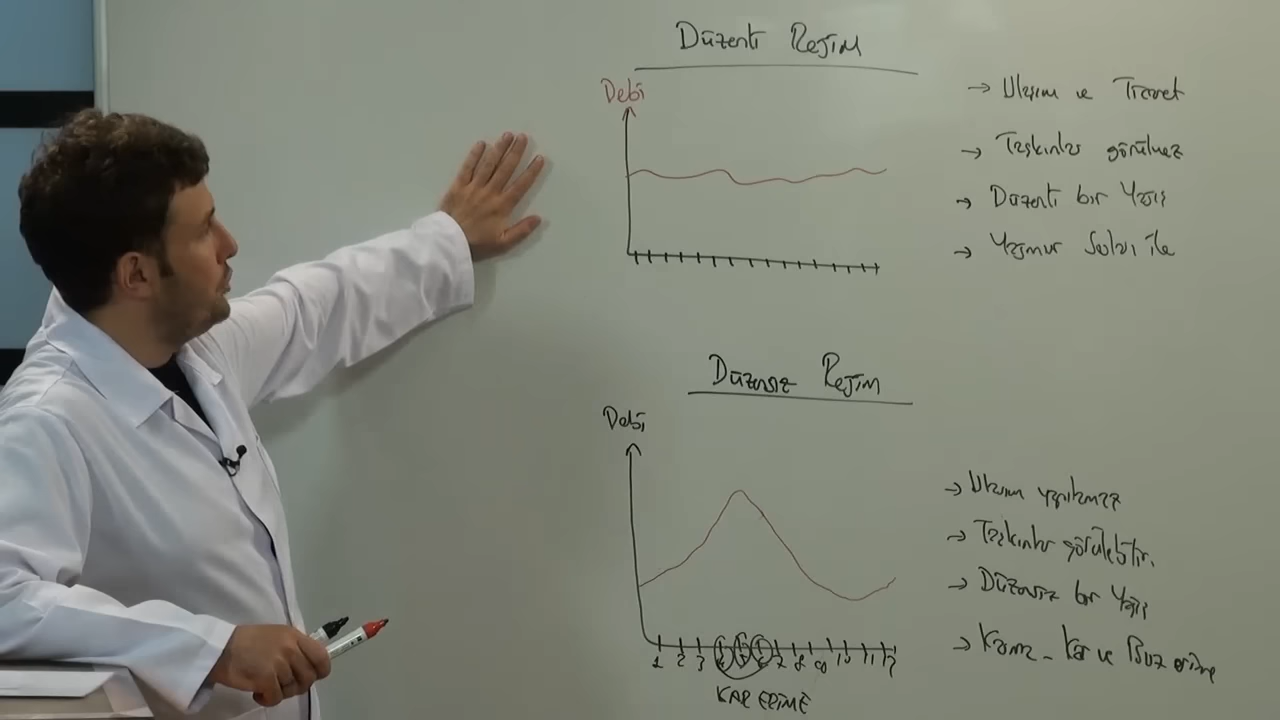 Düzenli Rejim
Debi
→ Ulaşım ve Ticaret
→ Taşkınlar görülmez
→ Düzenli bir Yağış
→ Yağmur Suları ile
Düzensiz Rejim
Debi
→ Ulaşım yapılamaz
→ Taşkınlar görülebilir.
→ Düzensiz bir Yağış
→ Karma - Kar ve Buz erime
1 2 3 4 5 6 7 8 9 10 11 12
KAR ERİME